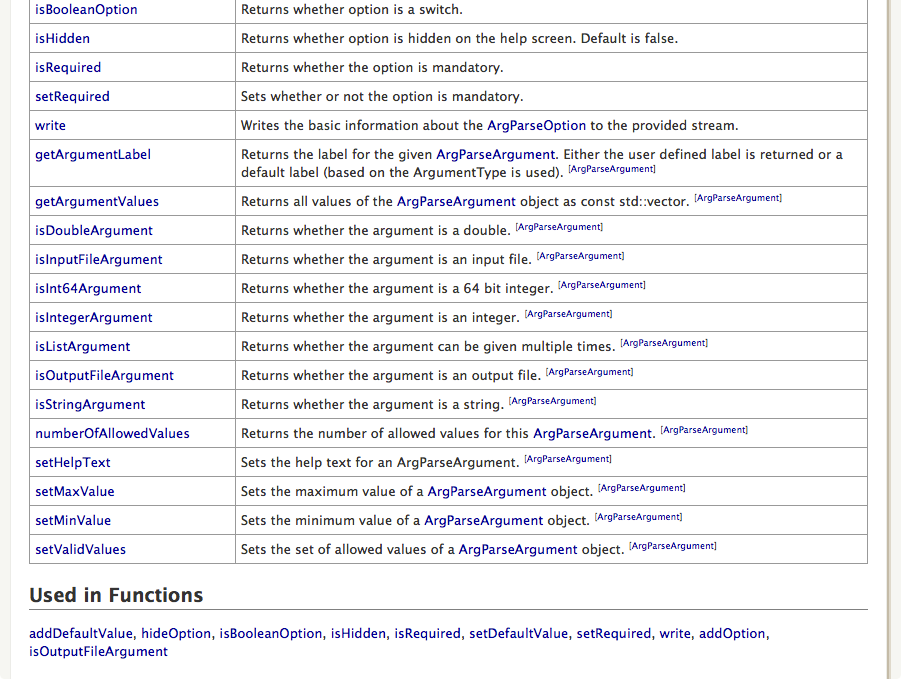 isBooleanOption Returns whether option is a switch.
isHidden Returns whether option is hidden on the help screen. Default is false.
isRequired Returns whether the option is mandatory.
setRequired Sets whether or not the option is mandatory.
write Writes the basic information about the ArgParseOption to the provided stream.
getArgumentLabel Returns the label for the given ArgParseArgument. Either the user defined label is returned or a
default label (based on the ArgumentType is used). [ArgParseArgument]
getArgumentValues Returns all values of the ArgParseArgument object as const std::vector. [ArgParseArgument]
isDoubleArgument Returns whether the argument is a double. [ArgParseArgument]
isInputFileArgument Returns whether the argument is an input file. [ArgParseArgument]
isInt64Argument Returns whether the argument is a 64 bit integer. [ArgParseArgument]
isIntegerArgument Returns whether the argument is an integer. [ArgParseArgument]
isListArgument Returns whether the argument can be given multiple times. [ArgParseArgument]
isOutputFileArgument Returns whether the argument is an output file. [ArgParseArgument]
isStringArgument Returns whether the argument is a string. [ArgParseArgument]
numberOfAllowedValues Returns the number of allowed values for this ArgParseArgument. [ArgParseArgument]
setHelpText Sets the help text for an ArgParseArgument. [ArgParseArgument]
setMaxValue Sets the maximum value of a ArgParseArgument object. [ArgParseArgument]
setMinValue Sets the minimum value of a ArgParseArgument object. [ArgParseArgument]
setValidValues Sets the set of allowed values of a ArgParseArgument object. [ArgParseArgument]
Used in Functions
addDefaultValue, hideOption, isBooleanOption, isHidden, isRequired, setDefaultValue, setRequired, write, addOption,
isOutputFileArgument